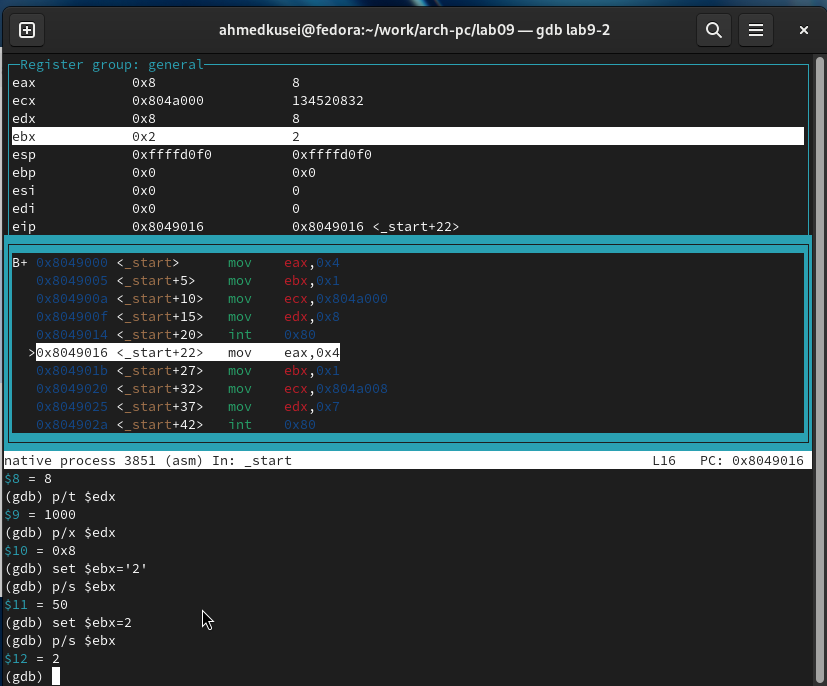 ahmedkusei@fedora:~/work/arch-pc/lab09 — gdb lab9-2
Register group: general
eax 0x8 8
ecx 0x804a000 134520832
edx 0x8 8
ebx 0x2 2
esp 0xffffd0f0 0xffffd0f0
ebp 0x0 0x0
esi 0x0 0
edi 0x0 0
eip 0x8049016 0x8049016 <_start+22>
B+ 0x8049000 <_start> mov eax,0x4
0x8049005 <_start+5> mov ebx,0x1
0x804900a <_start+10> mov ecx,0x804a000
0x804900f <_start+15> mov edx,0x8
0x8049014 <_start+20> int 0x80
>0x8049016 <_start+22> mov eax,0x4
0x804901b <_start+27> mov ebx,0x1
0x8049020 <_start+32> mov ecx,0x804a008
0x8049025 <_start+37> mov edx,0x7
0x804902a <_start+42> int 0x80
native process 3851 (asm) In: _start L16 PC: 0x8049016
$8 = 8
(gdb) p/t $edx
$9 = 1000
(gdb) p/x $edx
$10 = 0x8
(gdb) set $ebx='2'
(gdb) p/s $ebx
$11 = 50
(gdb) set $ebx=2
(gdb) p/s $ebx
$12 = 2
(gdb)